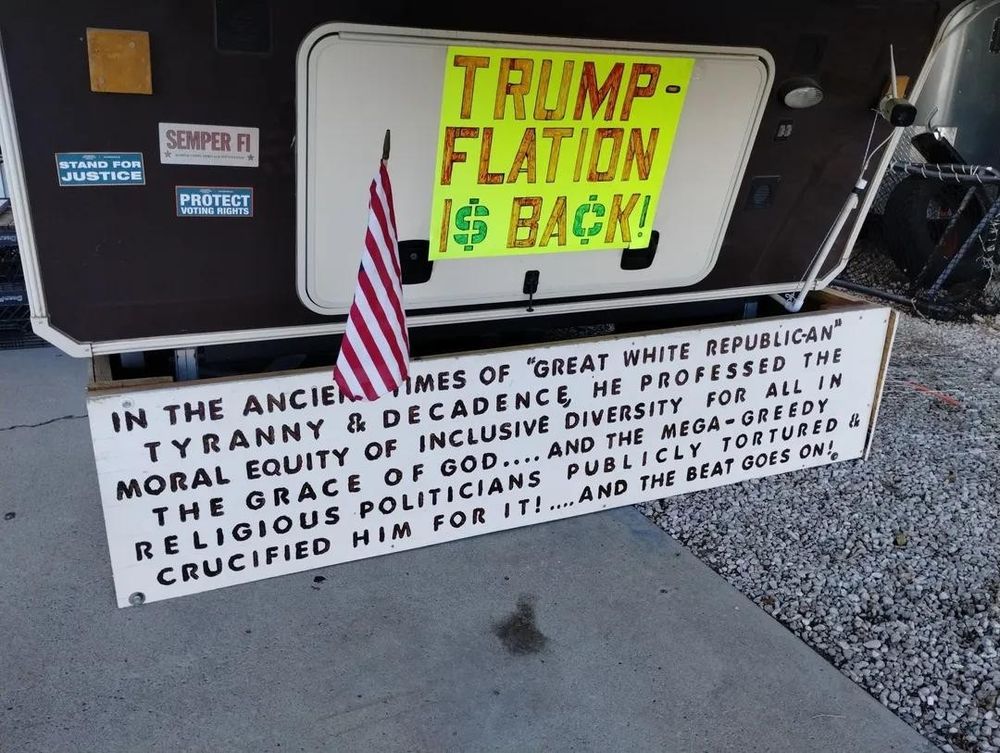 SEMPER FI
STAND FOR
JUSTICE
PROTECT
VOTING RIGHTS
TRUMP-
FLATION
I$ BA¢K!
IN THE ANCIEN IMES OF "GREAT WHITE REPUBLIC-AN"
TYRANNY & DECADENCE, HE PROFESSED THE
MORAL EQUITY OF INCLUSIVE DIVERSITY FOR ALL IN
THE GRACE OF GOD.... AND THE MEGA-GREEDY
RELIGIOUS POLITICIANS PUBLICLY TORTURED &
CRUCIFIED HIM FOR IT! ....AND THE BEAT GOES ON!